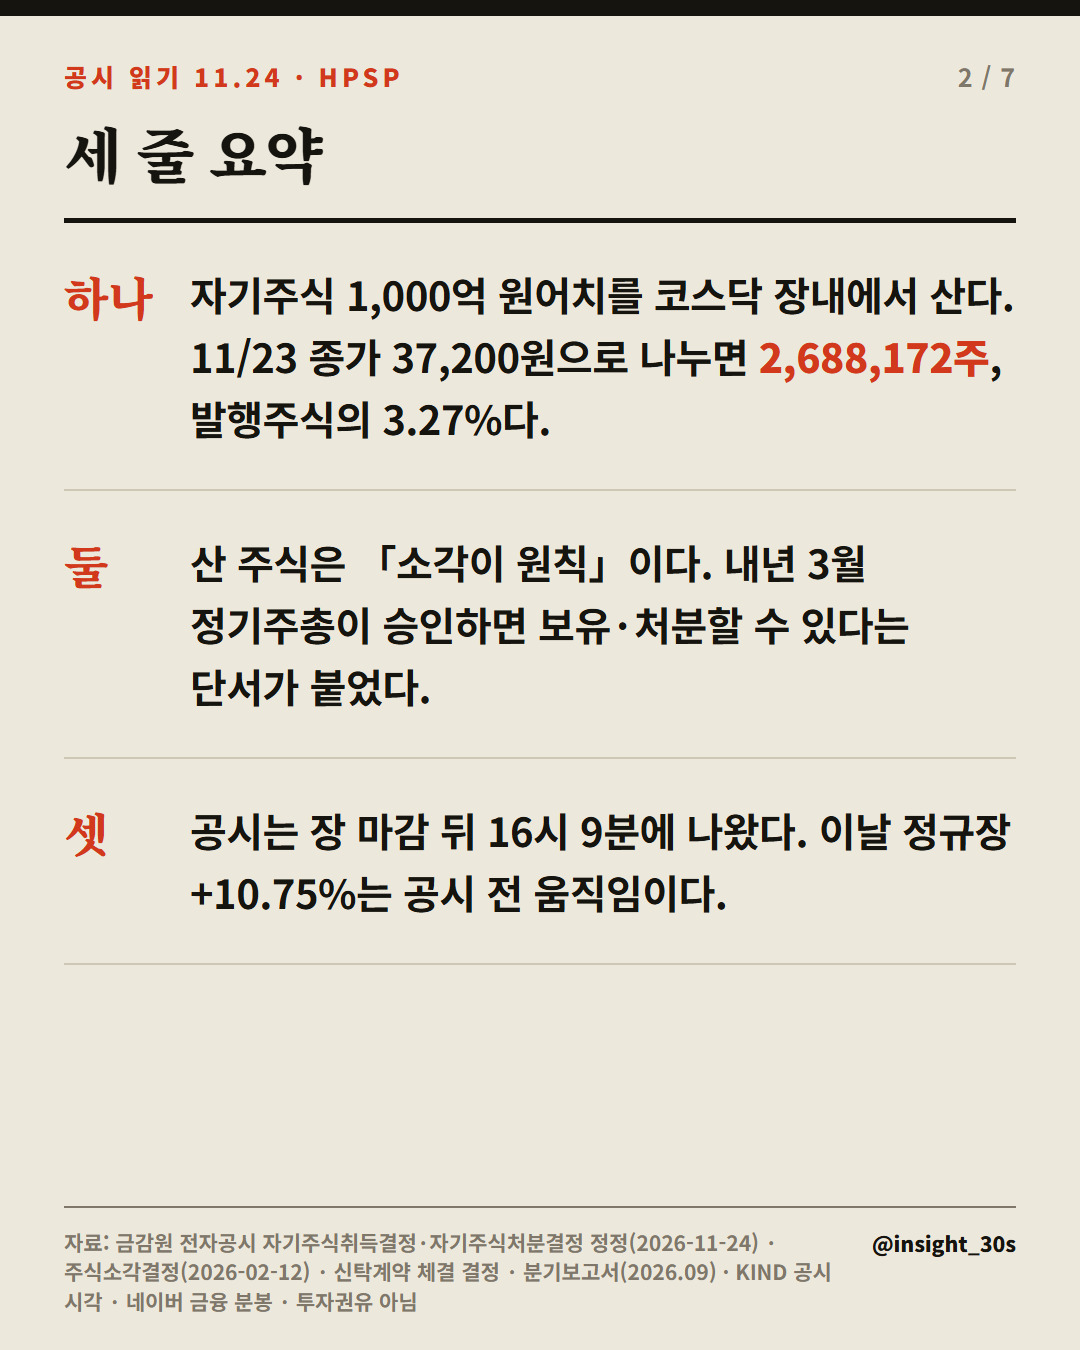 공시 읽기 11.24 · HPSP
2 / 7
세 줄 요약
하나
자기주식 1,000억 원어치를 코스닥 장내에서 산다.
11/23 종가 37,200원으로 나누면 2,688,172주,
발행주식의 3.27%다.
둘
산 주식은 「소각이 원칙」이다. 내년 3월
정기주총이 승인하면 보유·처분할 수 있다는
단서가 붙었다.
셋
공시는 장 마감 뒤 16시 9분에 나왔다. 이날 정규장
+10.75%는 공시 전 움직임이다.
자료: 금감원 전자공시 자기주식취득결정·자기주식처분결정 정정(2026-11-24) ·
주식소각결정(2026-02-12) · 신탁계약 체결 결정 · 분기보고서(2026.09) · KIND 공시
시각 · 네이버 금융 분봉 · 투자권유 아님
@insight_30s